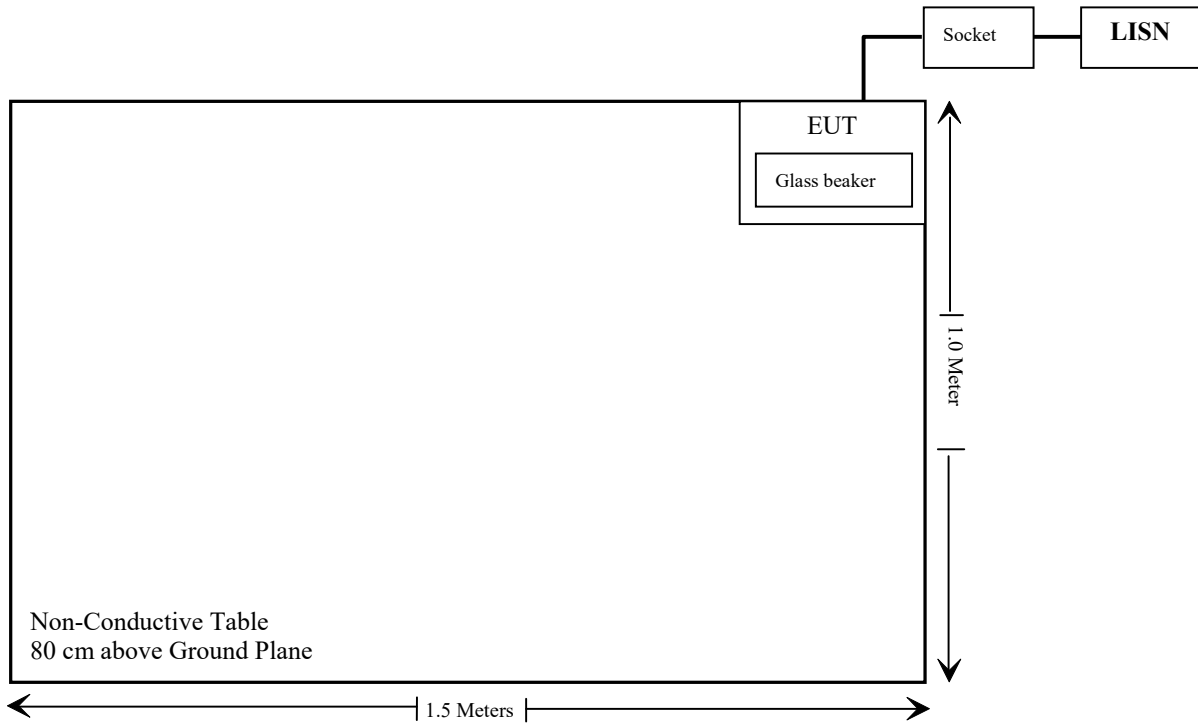 Socket
LISN
EUT
Glass beaker
1.0 Meter
Non-Conductive Table
80 cm above Ground Plane
1.5 Meters